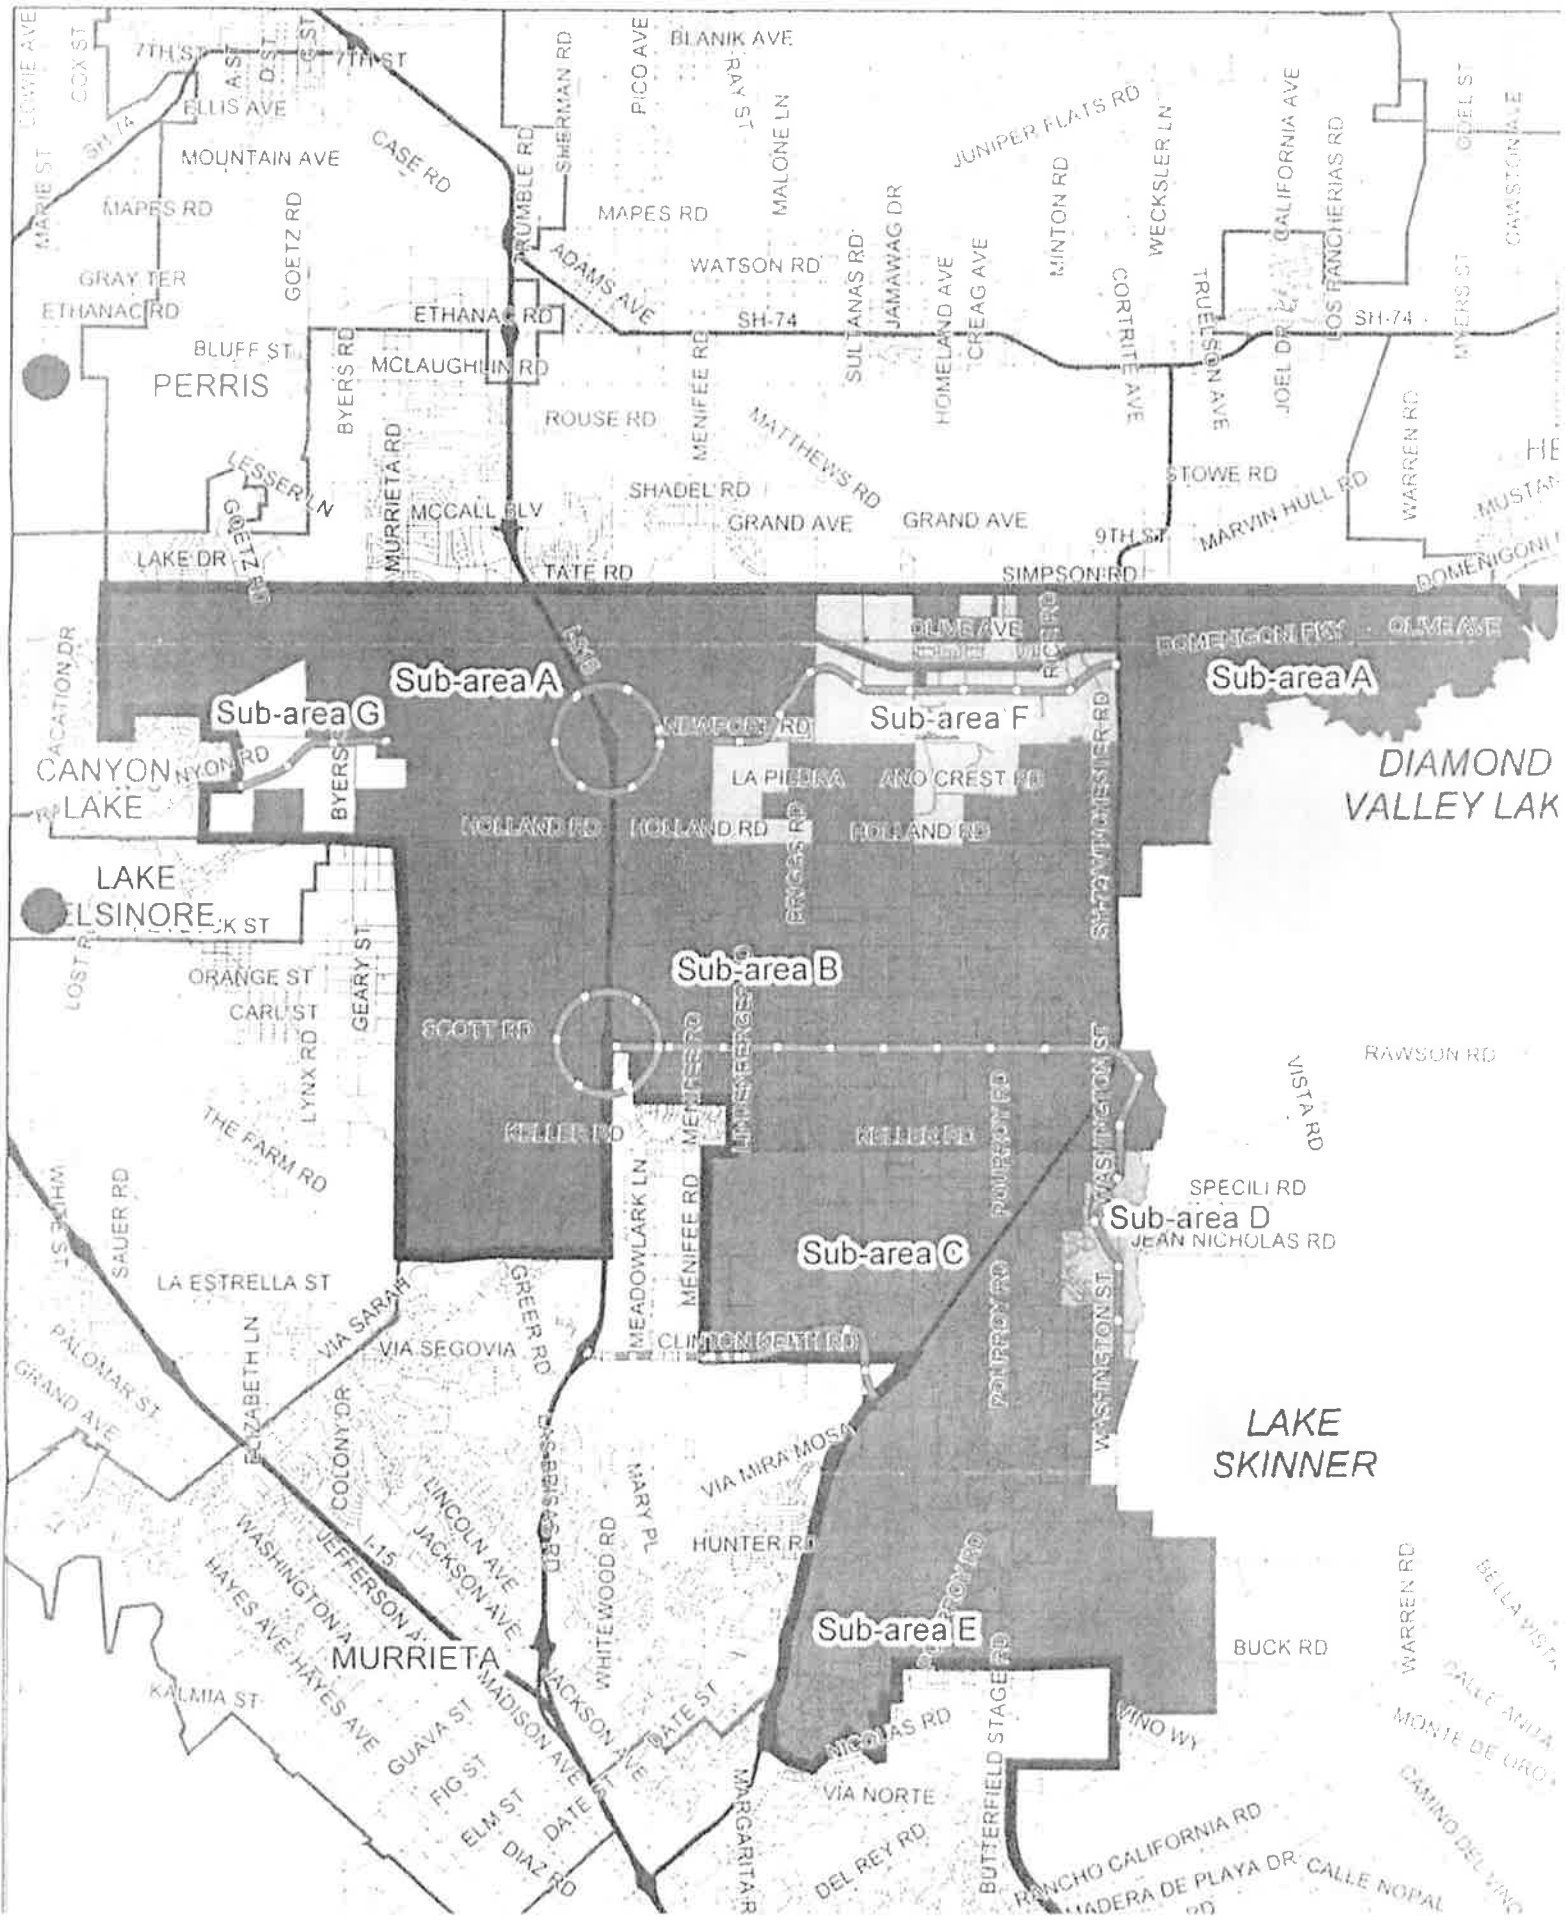 COX ST
7TH ST
A ST
D ST
G ST
7TH ST
SHERMAN RD
PICO AVE
BLANIK AVE
RAY ST
ELLIS AVE
SH-74
MOUNTAIN AVE
CASE RD
MALONE LN
JUNIPER FLATS RD
WECKSLER LN
CALIFORNIA AVE
MARIE ST
MAPES RD
GOETZ RD
MAPES RD
MINTON RD
LOS RANCHERIAS RD
CAWSTON AVE
GRAY TER
ETHANAC RD
ADAMS AVE
WATSON RD
SULTANAS RD
JAMAWAG DR
HOMELAND AVE
CREAG AVE
CORTRITE AVE
TRUELSON AVE
JOEL DR
MYERS ST
ETHANAC RD
SH-74
SH-74
BLUFF ST
PERRIS
BYERS RD
MCLAUGHLIN RD
MENIFEE RD
ROUSE RD
MATTHEWS RD
WARREN RD
MURRIETA RD
LESSER LN
GOETZ RD
MCCALL BLV
SHADEL RD
GRAND AVE
GRAND AVE
STOWE RD
MARVIN HULL RD
9TH ST
LAKE DR
TATE RD
SIMPSON RD
OLIVE AVE
RICE RD
DOMENIGONI PKY
OLIVE AVE
Sub-area A
Sub-area A
Sub-area G
NEWPORT RD
Sub-area F
CANYON
LAKE
BYERS
LA PIEDRA
ANO CREST RD
DIAMOND
VALLEY LAK
HOLLAND RD
HOLLAND RD
HOLLAND RD
BRIGGS RD
LAKE
ELSINORE
ORANGE ST
CARL ST
GEARY ST
Sub-area B
SCOTT RD
LYNX RD
MENIFEE RD
WASHINGTON ST
RAWSON RD
VISTA RD
THE FARM RD
KELLER RD
KELLER RD
POURROY RD
WHITE ST
SAUER RD
MEADOWLARK LN
MENIFEE RD
SPECILI RD
Sub-area D
JEAN NICHOLAS RD
Sub-area C
LA ESTRELLA ST
VIA SARAH
GREER RD
POURROY RD
WASHINGTON ST
PALOMAR ST
GRAND AVE
ELIZABETH LN
VIA SEGOVIA
CLINTON KEITH RD
COLONY DR
LAKE
SKINNER
VIA MIRA MOSA
LINCOLN AVE
JACKSON AVE
MARY PL
WHITEWOOD RD
HUNTER RD
I-15
JEFFERSON AV
HAYES AVE
HAYES AVE
Sub-area E
MURRIETA
BUCK RD
WARREN RD
BELLA VISTA
KALMIA ST
MADISON AVE
JACKSON AVE
DATE ST
NICOLAS RD
BUTTERFIELD STAGE RD
VINO WY
CALLE ANITA
MONTE DE ORO
GUAVA ST
FIG ST
ELM ST
DATE ST
DIAZ RD
MARGARITA R
VIA NORTE
DEL REY RD
RANCHO CALIFORNIA RD
MADERA DE PLAYA DR
CALLE NOPAL
CAMINO DEL VINO
RD